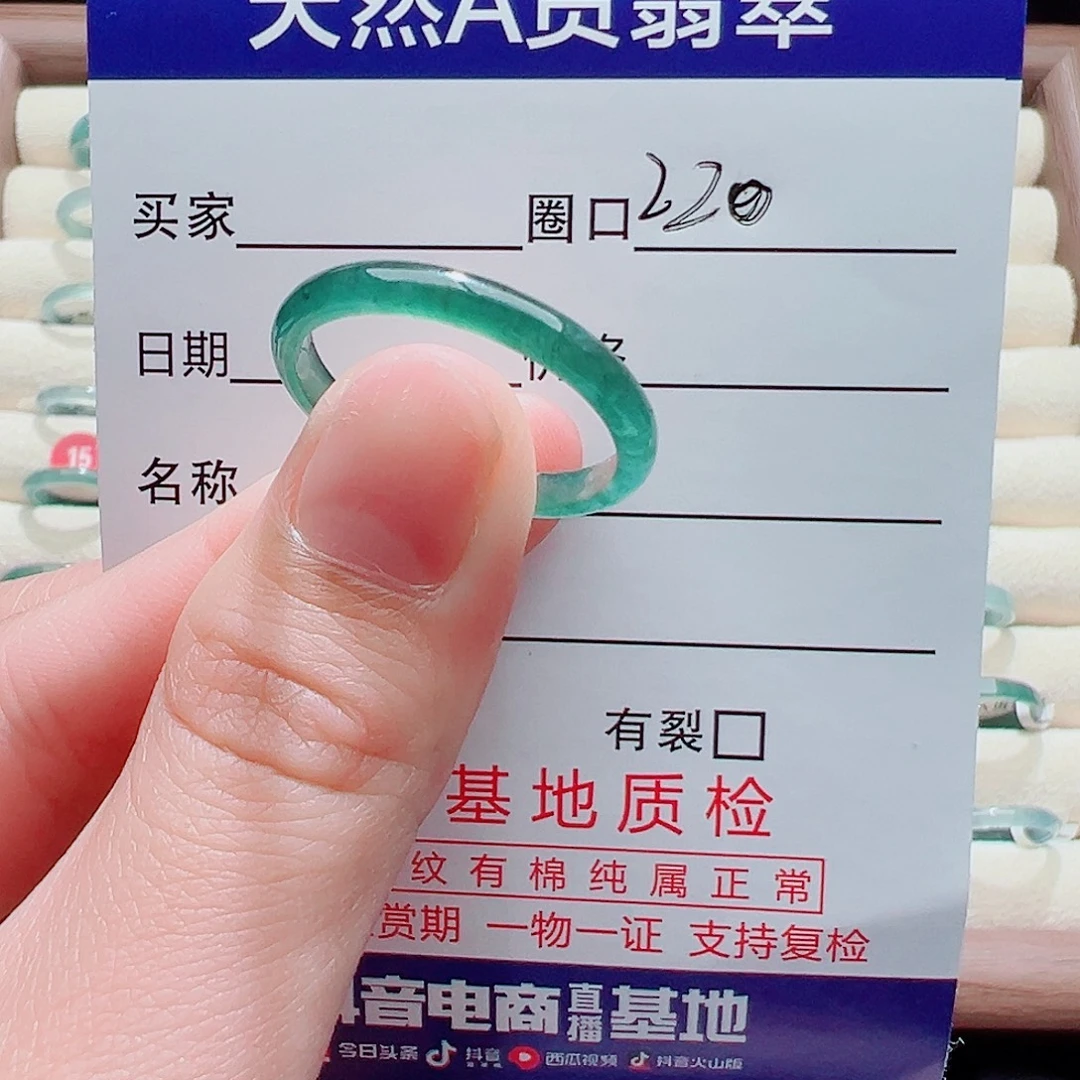 天然A货翡翠
买家 圈口 220
日期
名称
有裂
基地质检
纹有棉纯属正常
赏期 一物一证 支持复检
抖音电商直播基地
今日头条 抖音 西瓜视频 抖音火山版
15